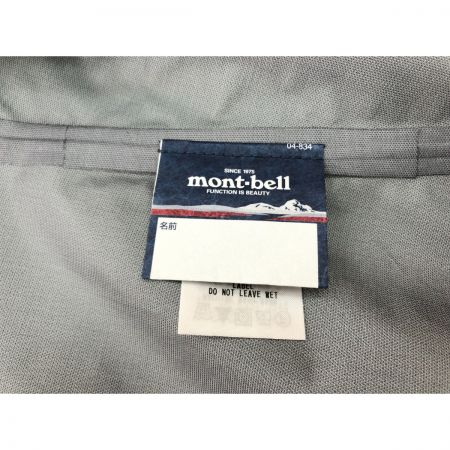 04-834
SINCE 1975
mont-bell
FUNCTION IS BEAUTY
名前
LABEL
DO NOT LEAVE WET